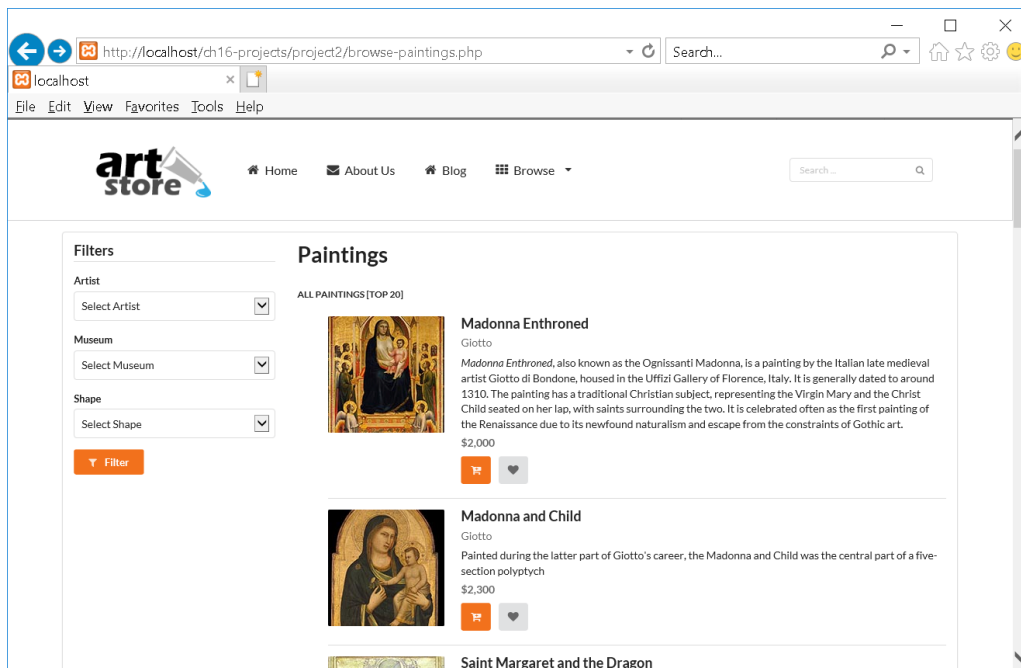 http://localhost/ch16-projects/project2/browse-paintings.php
Search...
localhost
File Edit View Favorites Tools Help
art store
Home
About Us
Blog
Browse
Search ...
Filters
Artist
Select Artist
Museum
Select Museum
Shape
Select Shape
Filter
Paintings
ALL PAINTINGS [TOP 20]
Madonna Enthroned
Giotto
Madonna Enthroned, also known as the Ognissanti Madonna, is a painting by the Italian late medieval
artist Giotto di Bondone, housed in the Uffizi Gallery of Florence, Italy. It is generally dated to around
1310. The painting has a traditional Christian subject, representing the Virgin Mary and the Christ
Child seated on her lap, with saints surrounding the two. It is celebrated often as the first painting of
the Renaissance due to its newfound naturalism and escape from the constraints of Gothic art.
$2,000
Madonna and Child
Giotto
Painted during the latter part of Giotto's career, the Madonna and Child was the central part of a five-
section polyptych
$2,300
Saint Margaret and the Dragon